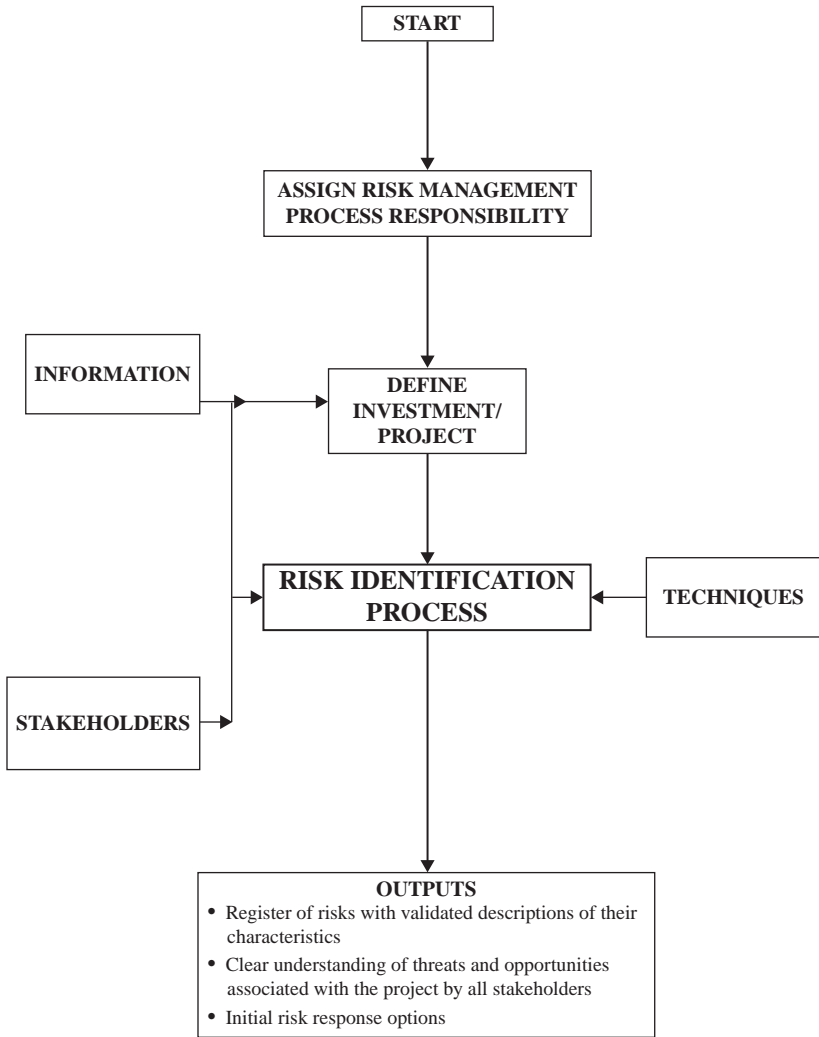 START
ASSIGN RISK MANAGEMENT
PROCESS RESPONSIBILITY
INFORMATION
DEFINE
INVESTMENT/
PROJECT
RISK IDENTIFICATION
PROCESS
TECHNIQUES
STAKEHOLDERS
OUTPUTS
• Register of risks with validated descriptions of their
characteristics
• Clear understanding of threats and opportunities
associated with the project by all stakeholders
• Initial risk response options